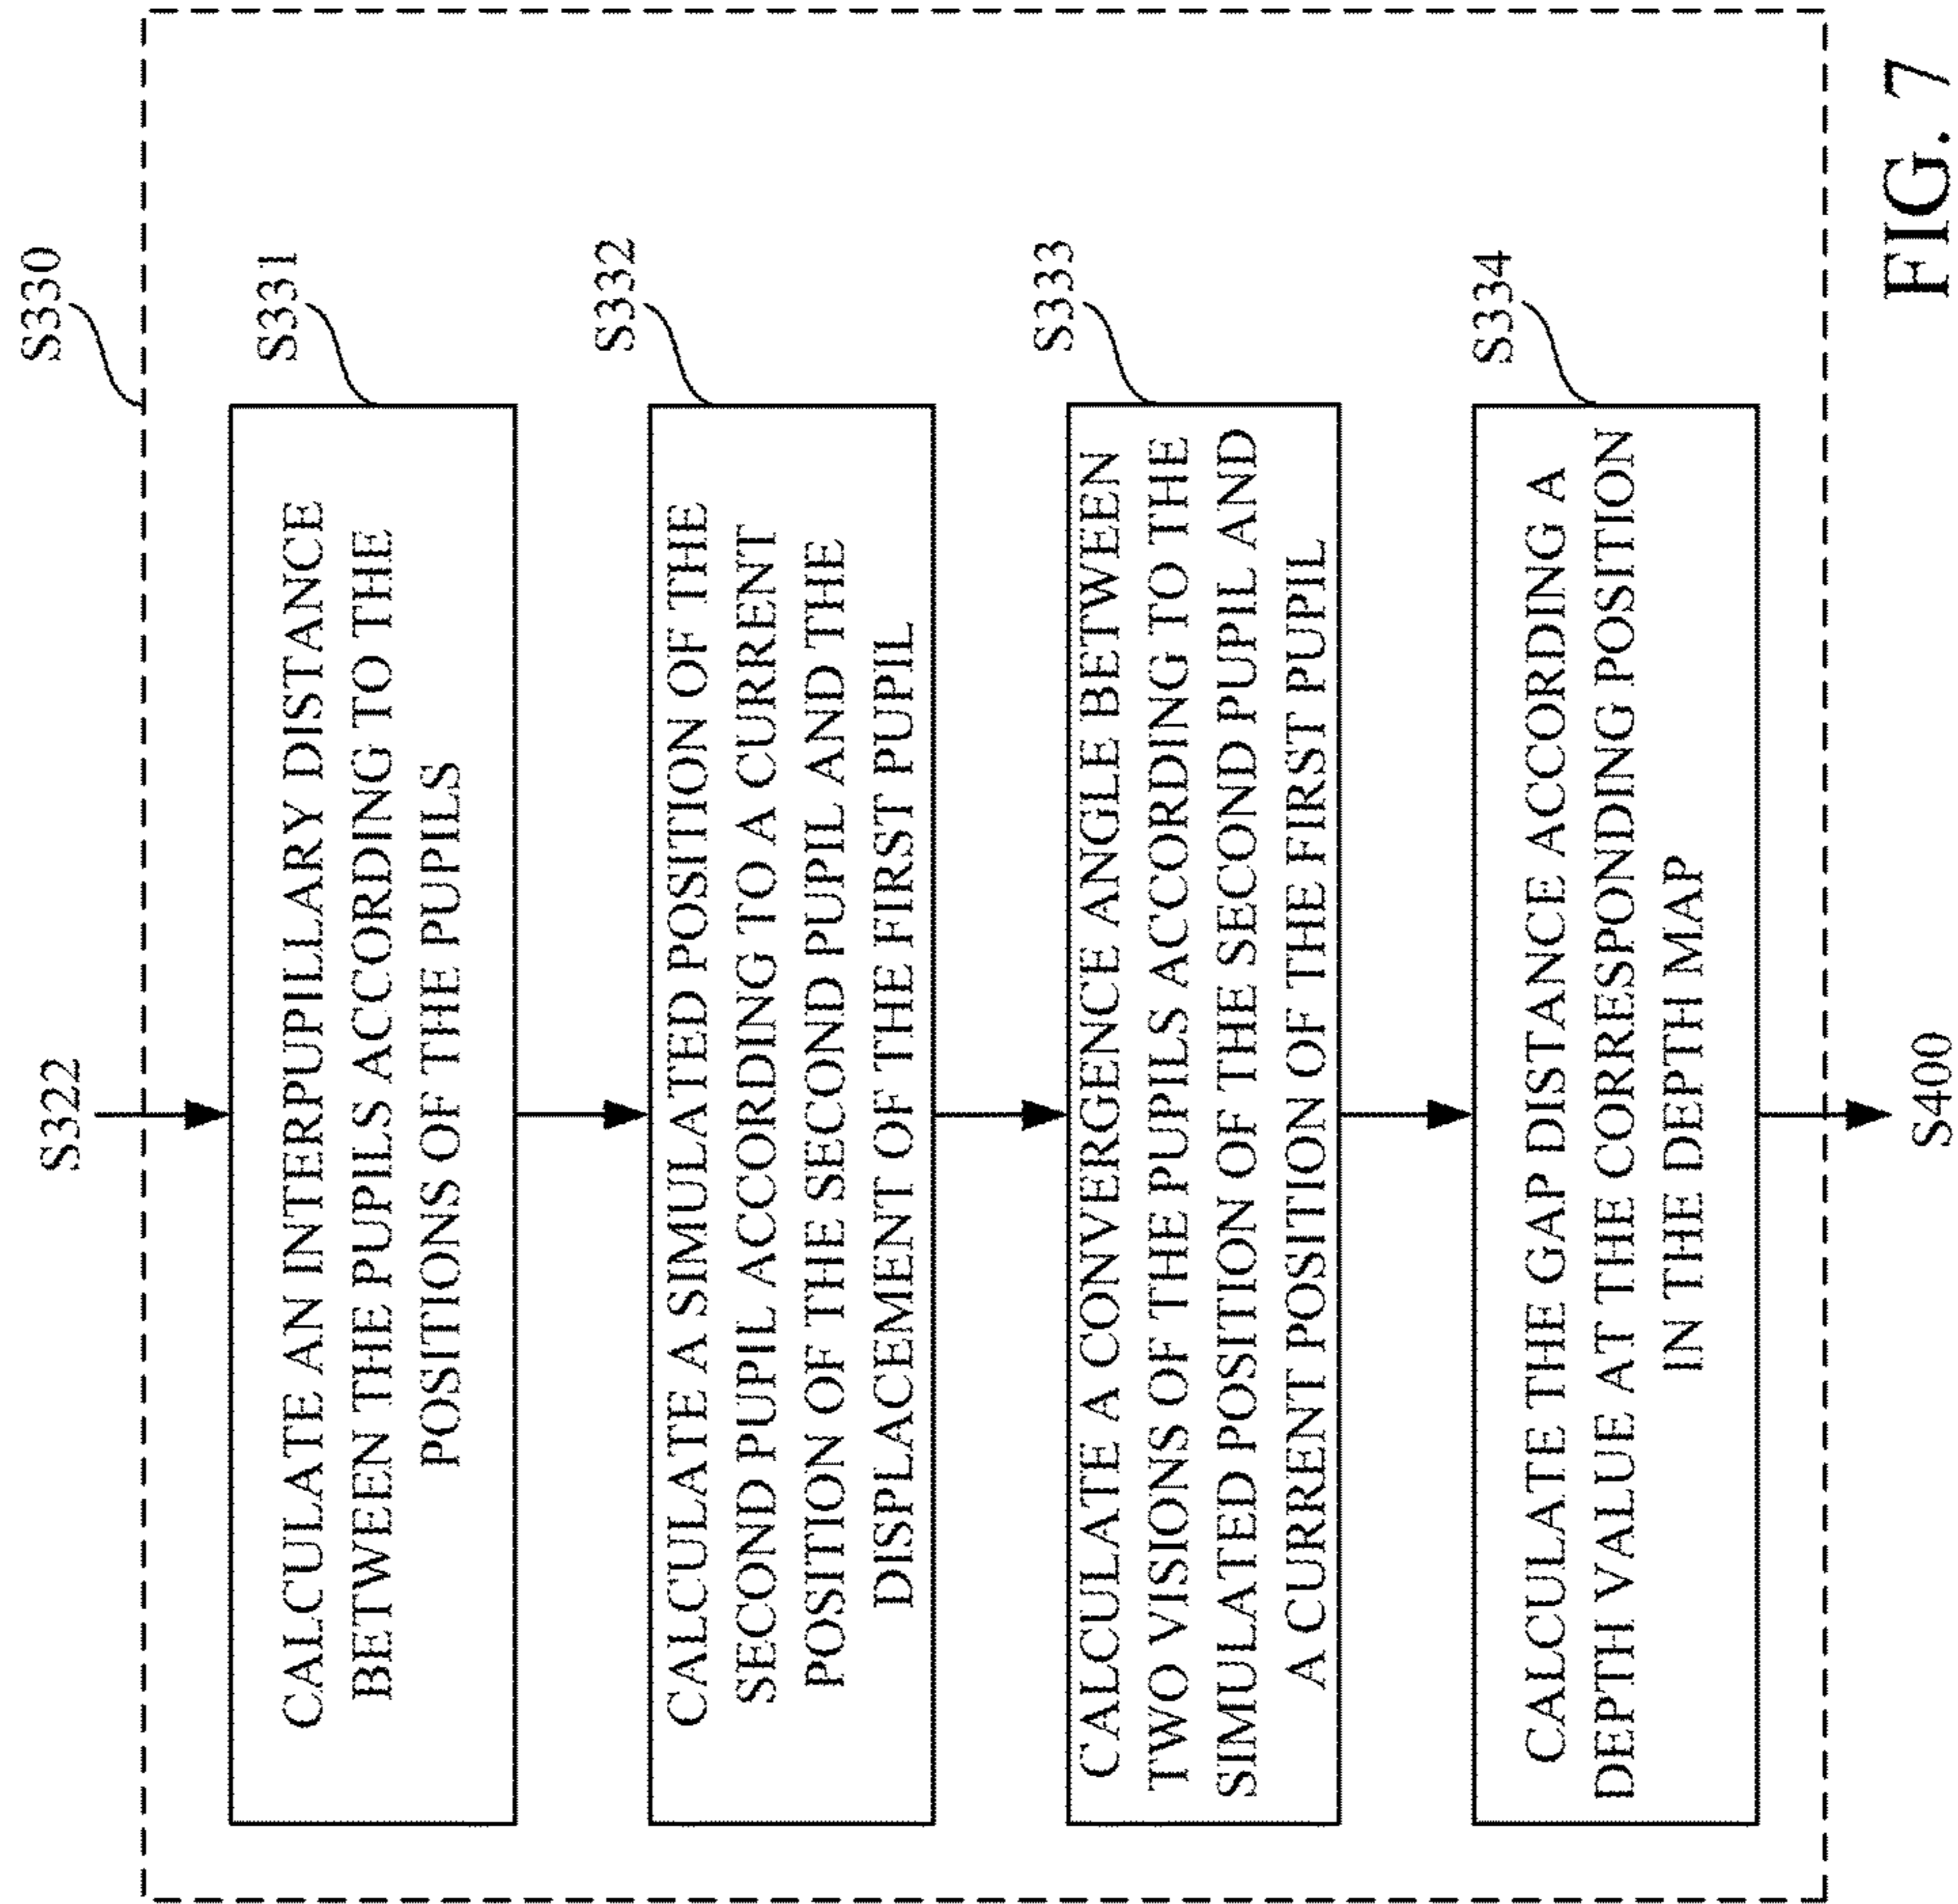 S322
S330
CALCULATE AN INTERPUPILLARY DISTANCE
BETWEEN THE PUPILS ACCORDING TO THE
POSITIONS OF THE PUPILS
S331
CALCULATE A SIMULATED POSITION OF THE
SECOND PUPIL ACCORDING TO A CURRENT
POSITION OF THE SECOND PUPIL AND THE
DISPLACEMENT OF THE FIRST PUPIL
S332
CALCULATE A CONVERGENCE ANGLE BETWEEN
TWO VISIONS OF THE PUPILS ACCORDING TO THE
SIMULATED POSITION OF THE SECOND PUPIL AND
A CURRENT POSITION OF THE FIRST PUPIL
S333
CALCULATE THE GAP DISTANCE ACCORDING A
DEPTH VALUE AT THE CORRESPONDING POSITION
IN THE DEPTH MAP
S334
S400
FIG. 7